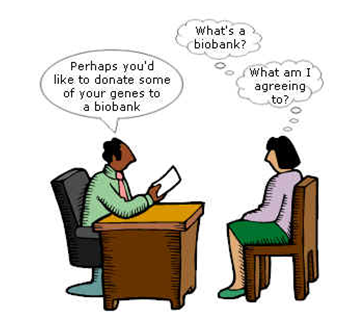 Perhaps you'd
like to donate some
of your genes to
a biobank
What's a
biobank?
What am I
agreeing
to?